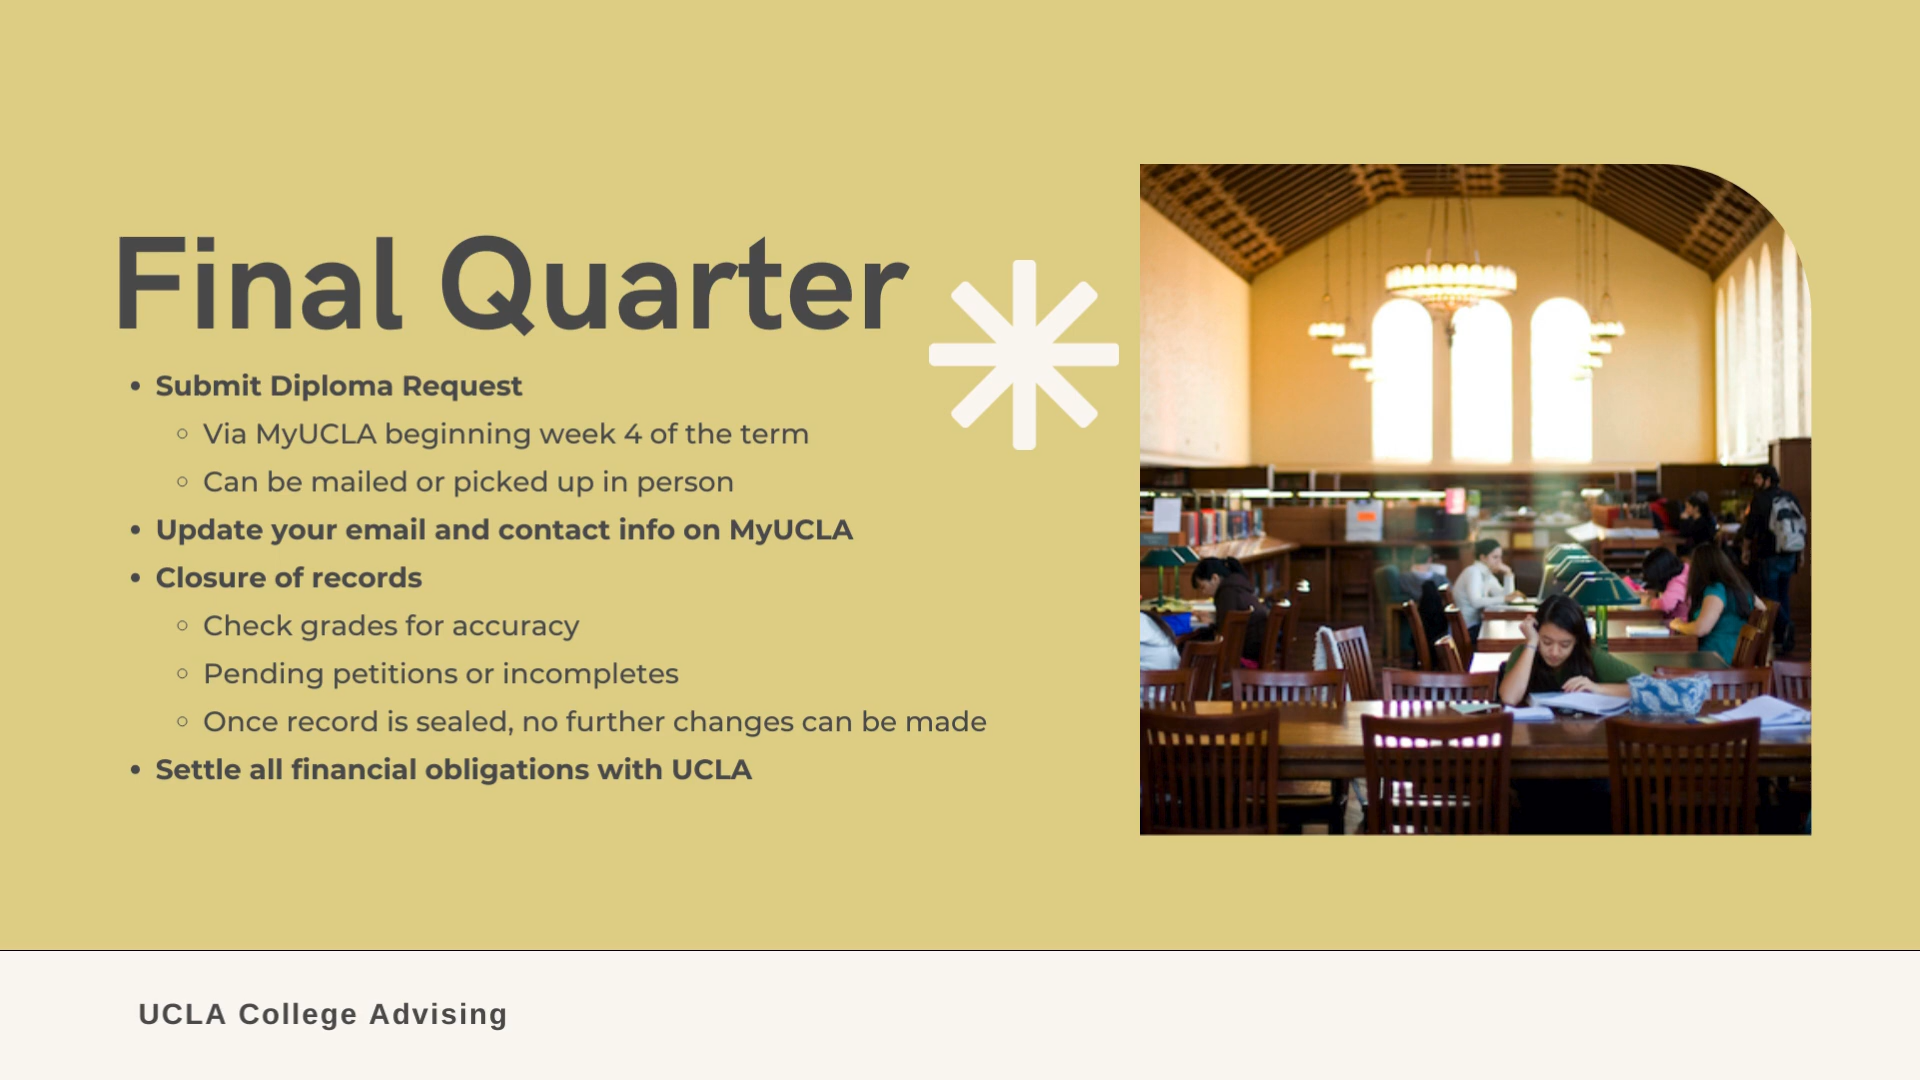 Final Quarter
• Submit Diploma Request
◦ Via MyUCLA beginning week 4 of the term
◦ Can be mailed or picked up in person
• Update your email and contact info on MyUCLA
• Closure of records
◦ Check grades for accuracy
◦ Pending petitions or incompletes
◦ Once record is sealed, no further changes can be made
• Settle all financial obligations with UCLA
UCLA College Advising